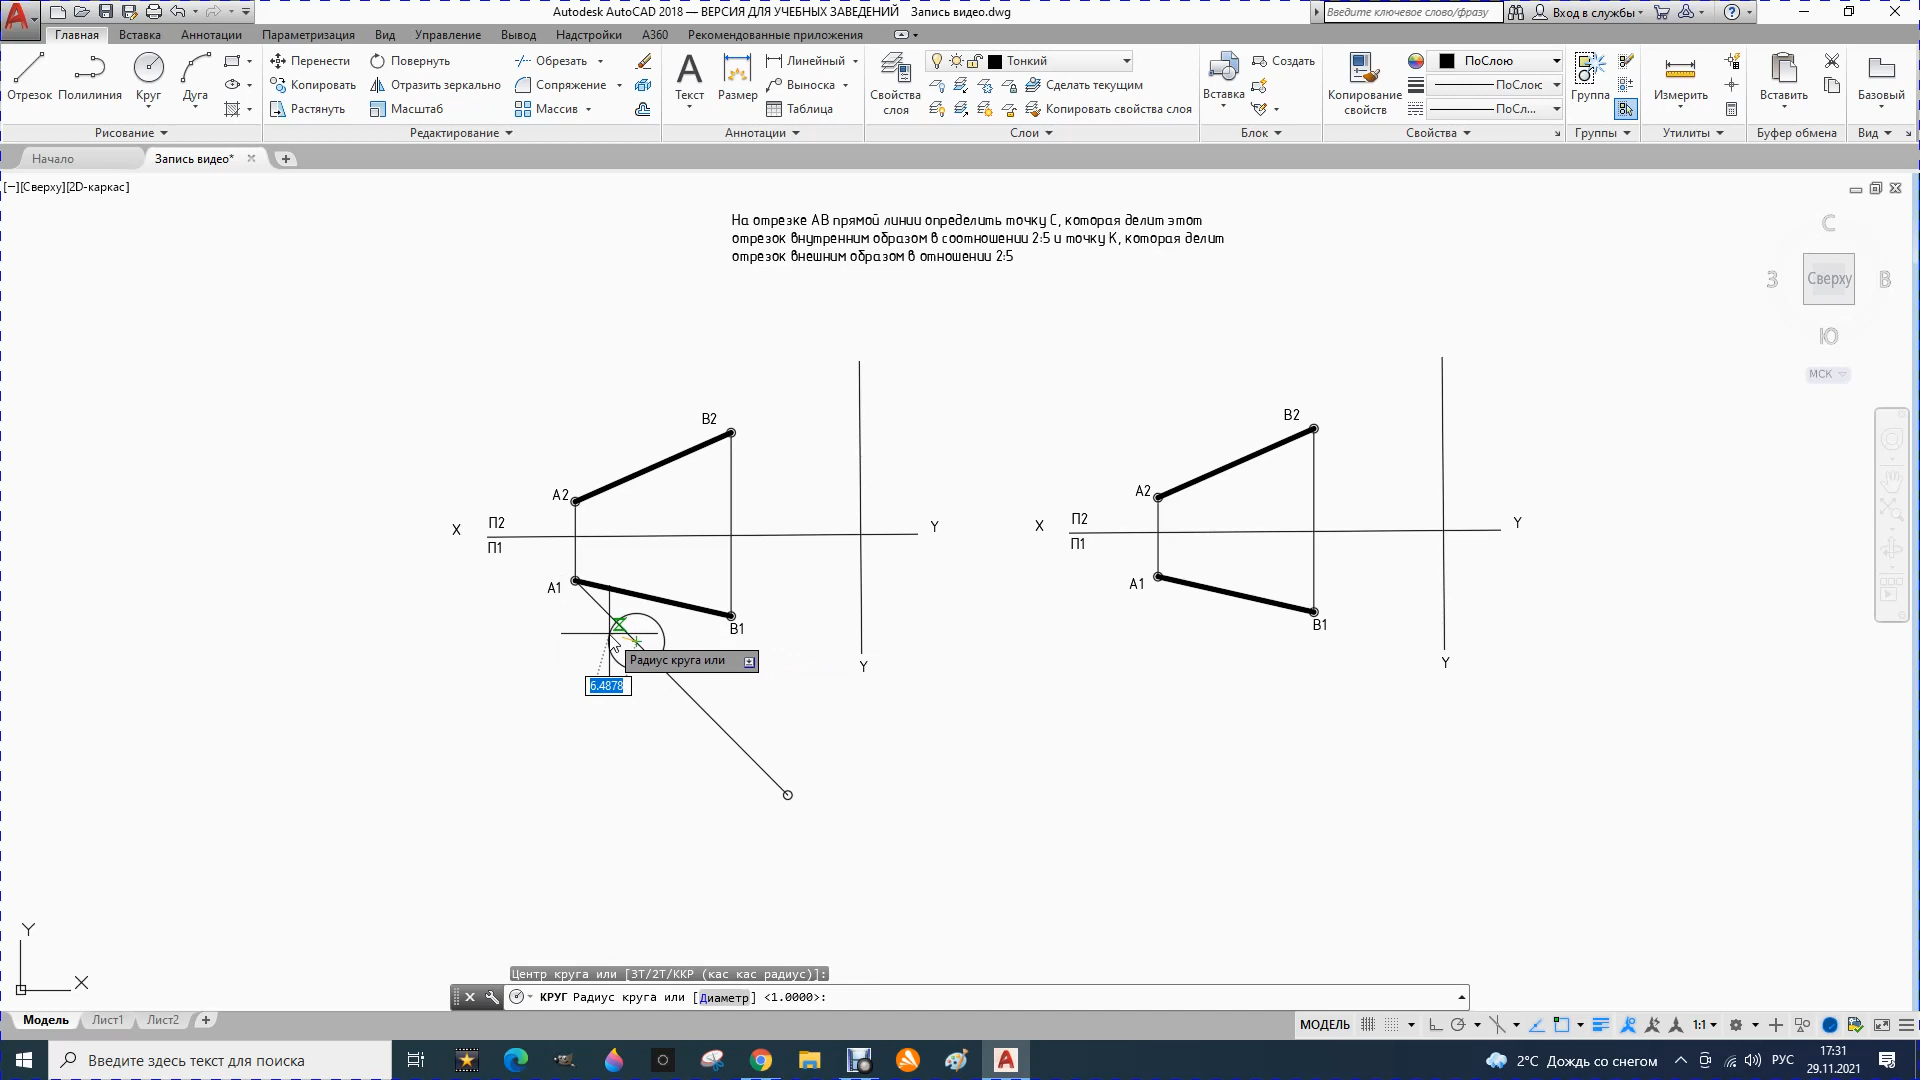 Autodesk AutoCAD 2018 — ВЕРСИЯ ДЛЯ УЧЕБНЫХ ЗАВЕДЕНИЙ Запись видео.dwg
Введите ключевое слово/фразу
Вход в службы
Главная Вставка Аннотации Параметризация Вид Управление Вывод Надстройки A360 Рекомендованные приложения
Отрезок Полилиния Круг Дуга
Рисование
Перенести Повернуть Обрезать
Копировать Отразить зеркально Сопряжение
Растянуть Масштаб Массив
Редактирование
Текст Размер
Линейный
Выноска
Таблица
Аннотации
Свойства слоя
Тонкий
Сделать текущим
Копировать свойства слоя
Слои
Вставка
Создать
Блок
Копирование свойств
ПоСлою
ПоСлою
ПоСл...
Свойства
Группа
Группы
Измерить
Утилиты
Вставить
Буфер обмена
Базовый
Вид
Начало Запись видео*
[−][Сверху][2D-каркас]
На отрезке АВ прямой линии определить точку С, которая делит этот
отрезок внутренним образом в соотношении 2:5 и точку К, которая делит
отрезок внешним образом в отношении 2:5
С
З Сверху В
Ю
МСК
B2
A2
X П2 Y
П1
A1
B1
Y
B2
A2
X П2 Y
П1
A1
B1
Y
Радиус круга или
6.4878
Y
X
Центр круга или [3Т/2Т/ККР (кас кас радиус)]:
КРУГ Радиус круга или [Диаметр] <1.0000>:
Модель Лист1 Лист2
МОДЕЛЬ 1:1
Введите здесь текст для поиска
2°C Дождь со снегом РУС 17:31
29.11.2021